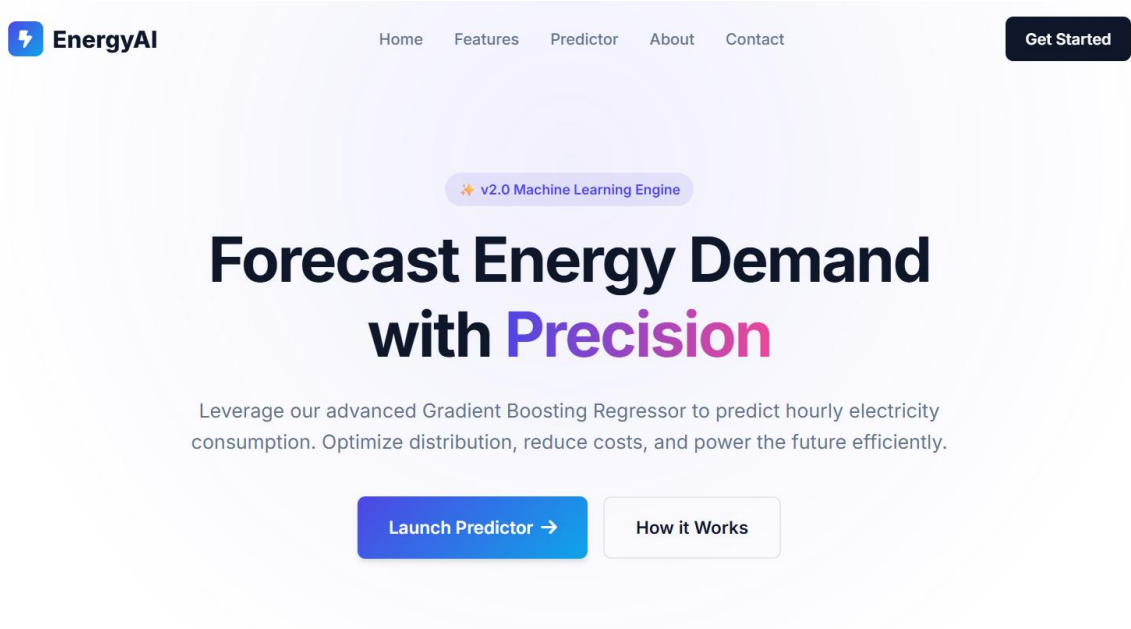 EnergyAI
Home Features Predictor About Contact
Get Started
✨ v2.0 Machine Learning Engine
Forecast Energy Demand
with Precision
Leverage our advanced Gradient Boosting Regressor to predict hourly electricity
consumption. Optimize distribution, reduce costs, and power the future efficiently.
Launch Predictor →
How it Works